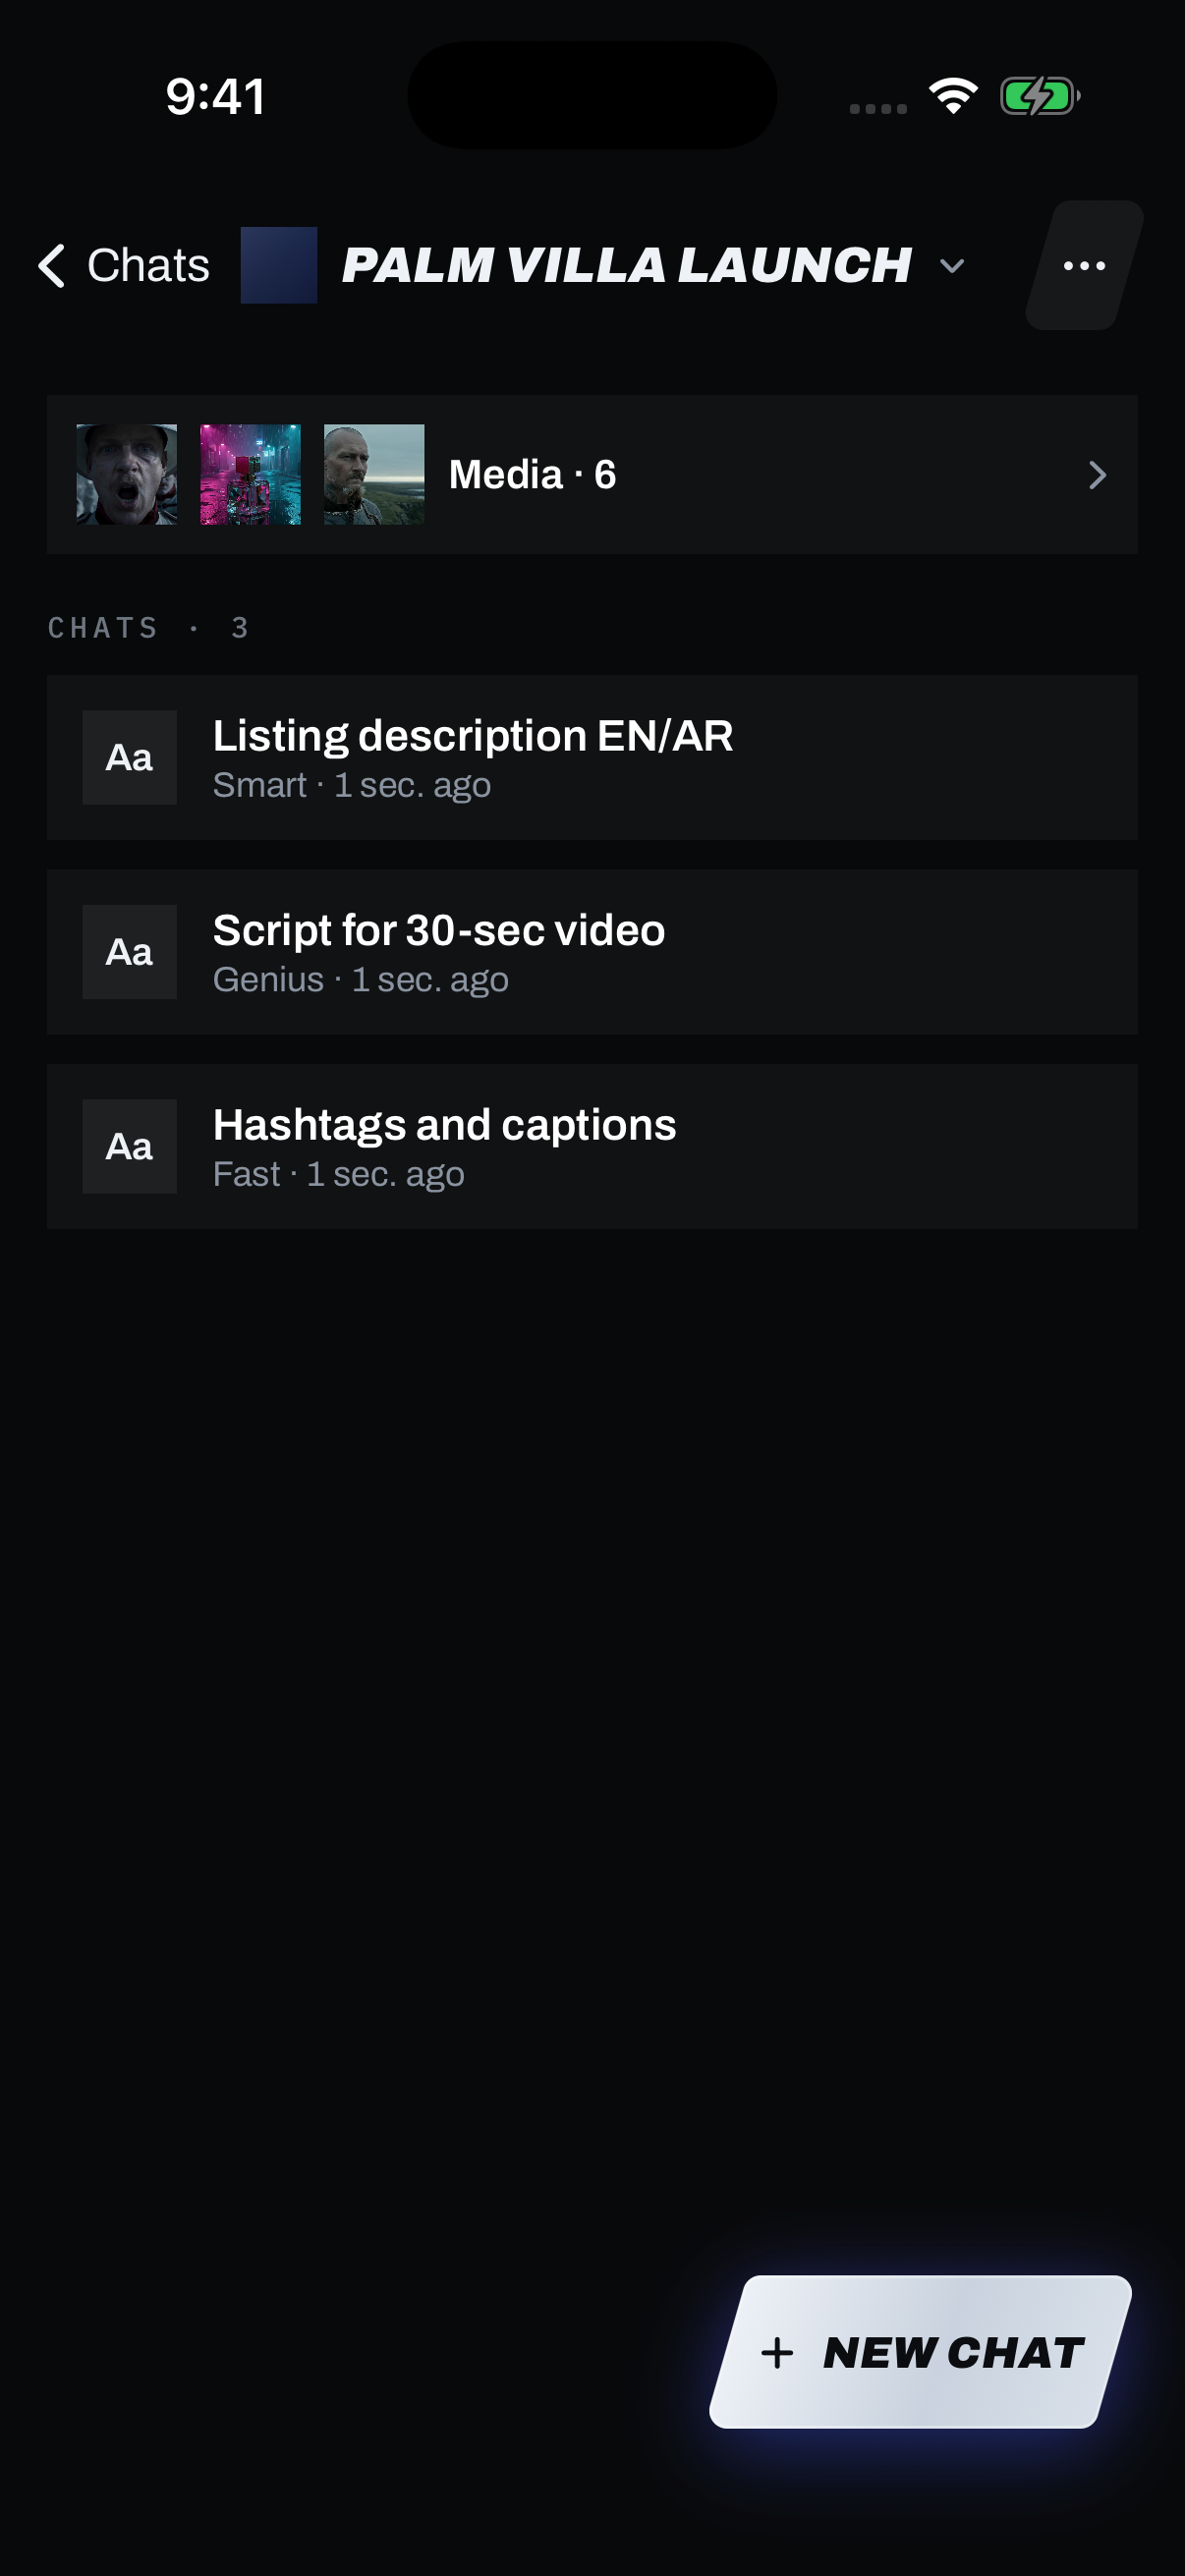 9:41
Chats
PALM VILLA LAUNCH
Media · 6
CHATS · 3
Aa
Listing description EN/AR
Smart · 1 sec. ago
Aa
Script for 30-sec video
Genius · 1 sec. ago
Aa
Hashtags and captions
Fast · 1 sec. ago
+ NEW CHAT